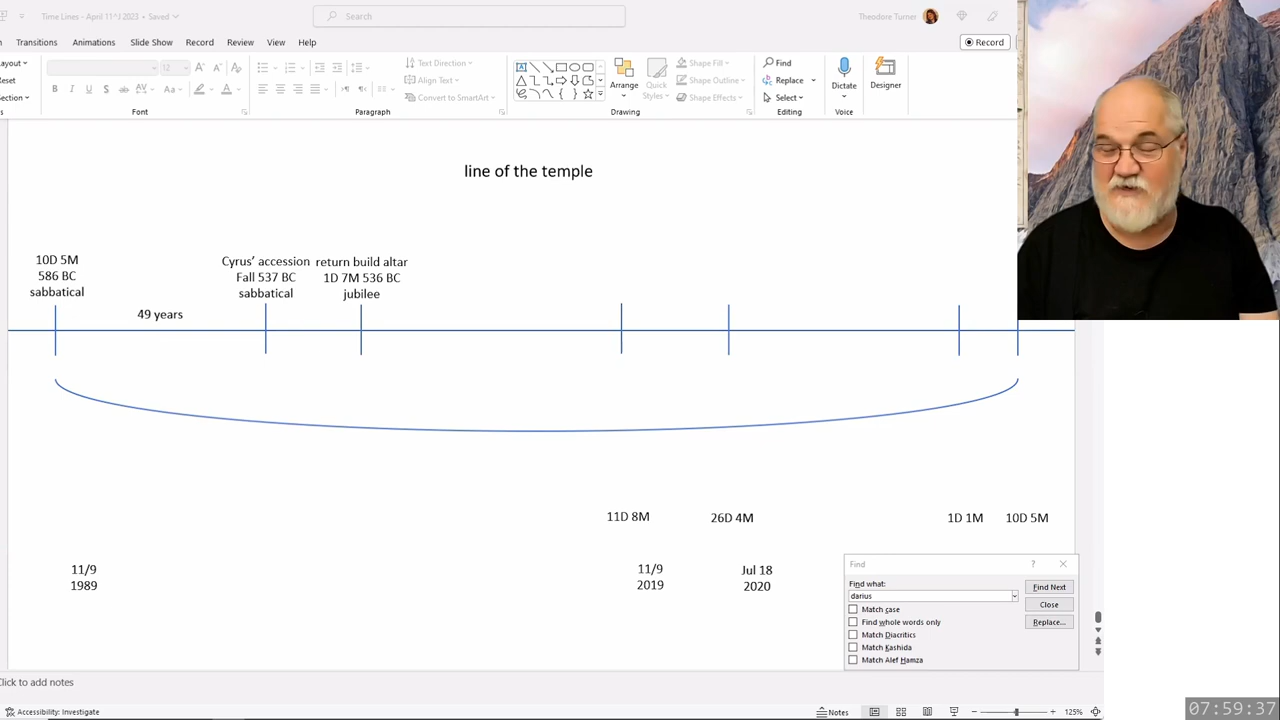 Time Lines - April 11^J 2023 • Saved
Search
Theodore Turner
Transitions Animations Slide Show Record Review View Help
Record
Layout
Reset
Section
12
Text Direction
Align Text
Convert to SmartArt
Arrange
Quick Styles
Shape Fill
Shape Outline
Shape Effects
Find
Replace
Select
Dictate
Designer
Font
Paragraph
Drawing
Editing
Voice
line of the temple
10D 5M
586 BC
sabbatical
49 years
Cyrus' accession
Fall 537 BC
sabbatical
return build altar
1D 7M 536 BC
jubilee
11D 8M
26D 4M
1D 1M
10D 5M
11/9
1989
11/9
2019
Jul 18
2020
Find
?
Find what:
darius
Find Next
Close
Replace...
Match case
Find whole words only
Match Diacritics
Match Kashida
Match Alef Hamza
Click to add notes
Accessibility: Investigate
Notes
125%
07:59:37